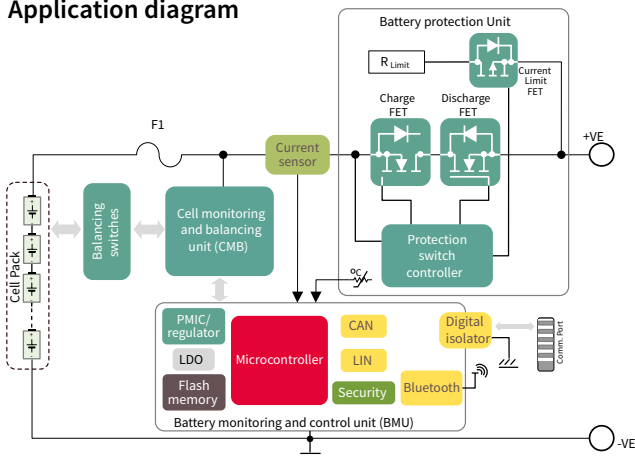 Application diagram
Battery protection Unit
R Limit
Current
Limit
FET
Charge
FET
Discharge
FET
F1
+VE
Current
sensor
Cell Pack
Balancing
switches
Cell monitoring
and balancing
unit (CMB)
Protection
switch
controller
ºC
PMIC/
regulator
LDO
Flash
memory
Microcontroller
CAN
LIN
Security
Digital
isolator
Bluetooth
Comm. Port
Battery monitoring and control unit (BMU)
-VE